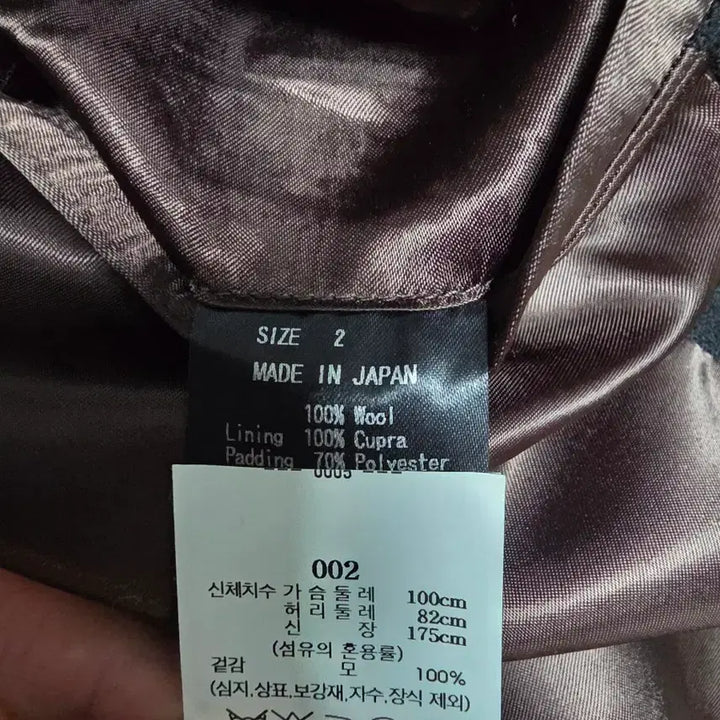 SIZE 2
MADE IN JAPAN
100% Wool
Lining 100% Cupra
Padding 70% Polyester
002
신체치수 가 슴 둘 레 100cm
허 리 둘 레 82cm
신 장 175cm
(섬유의 혼용률)
겉감 모 100%
(심지,상표,보강재,자수,장식 제외)